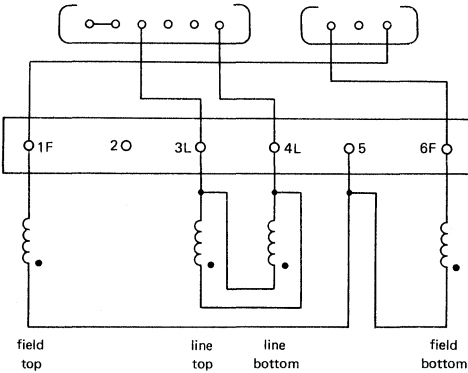 1F 2 3L 4L 5 6F
field top
line top
line bottom
field bottom